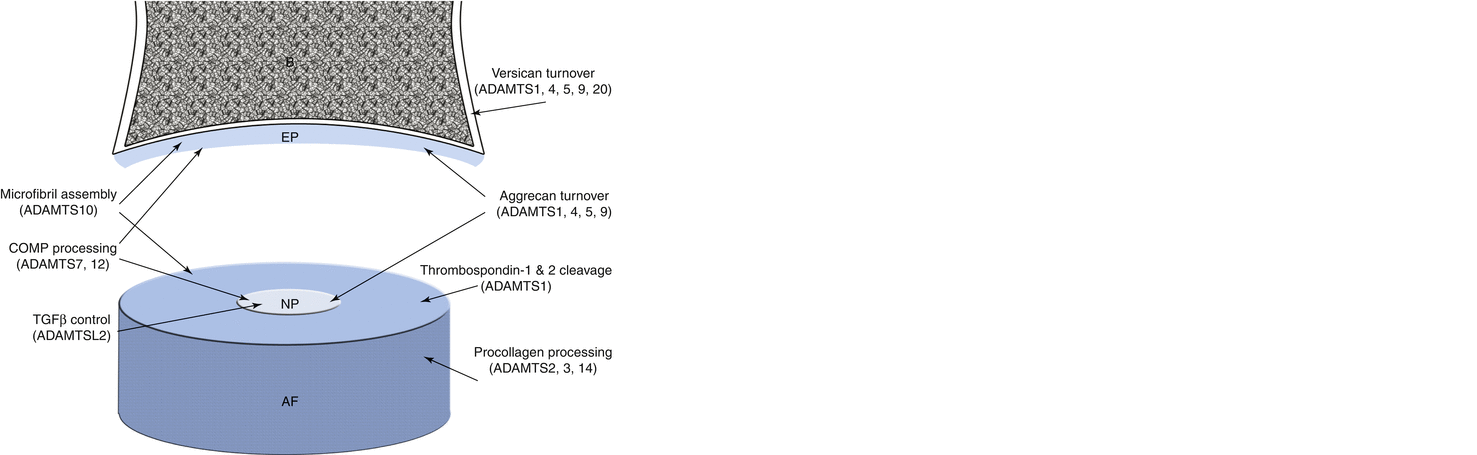 B
Versican turnover
(ADAMTS1, 4, 5, 9, 20)
EP
Microfibril assembly
(ADAMTS10)
Aggrecan turnover
(ADAMTS1, 4, 5, 9)
COMP processing
(ADAMTS7, 12)
Thrombospondin-1 & 2 cleavage
(ADAMTS1)
NP
TGFβ control
(ADAMTSL2)
Procollagen processing
(ADAMTS2, 3, 14)
AF